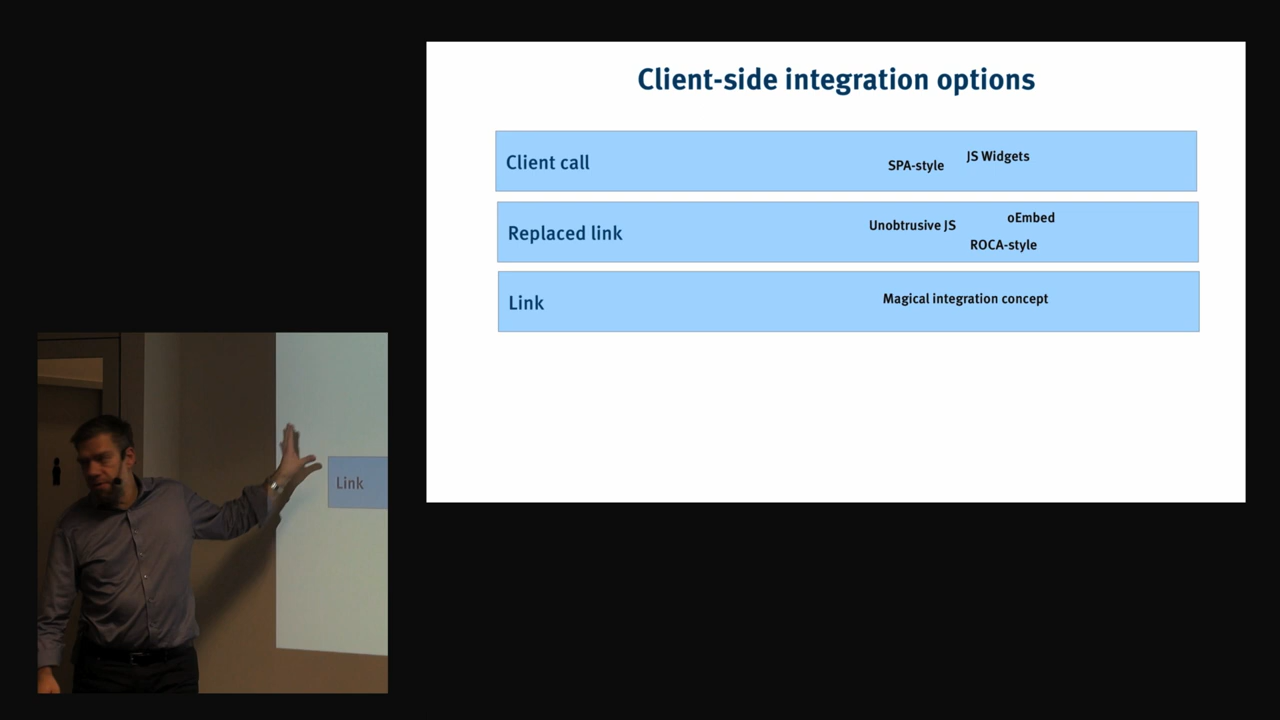 Client-side integration options
Client call
SPA-style
JS Widgets
Replaced link
Unobtrusive JS
oEmbed
ROCA-style
Link
Magical integration concept
Link